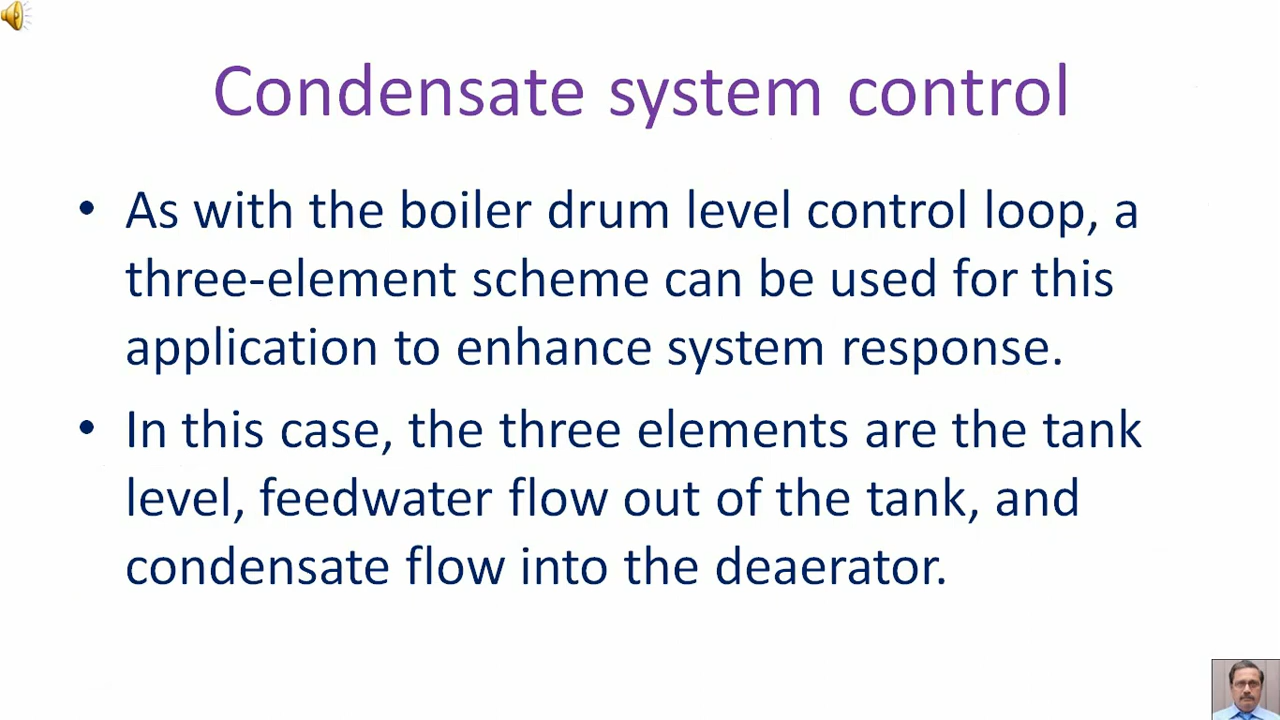 Condensate system control
• As with the boiler drum level control loop, a
three-element scheme can be used for this
application to enhance system response.
• In this case, the three elements are the tank
level, feedwater flow out of the tank, and
condensate flow into the deaerator.